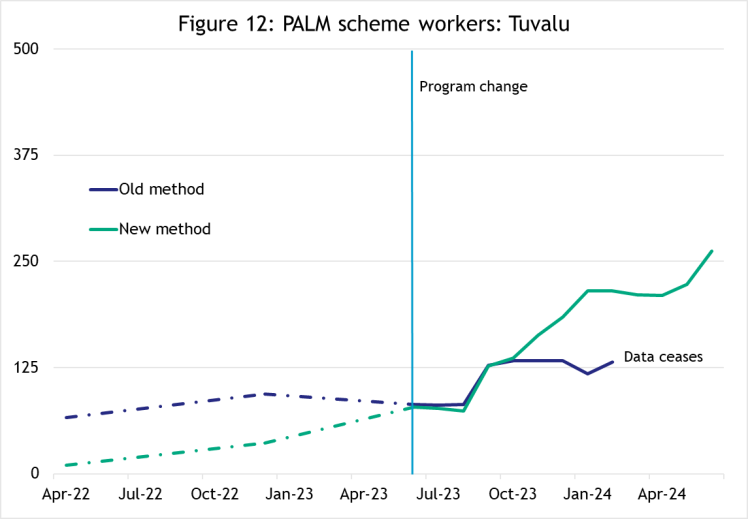 Figure 12: PALM scheme workers: Tuvalu
500
Program change
375
Old method
New method
250
Data ceases
125
0
Apr-22 Jul-22 Oct-22 Jan-23 Apr-23 Jul-23 Oct-23 Jan-24 Apr-24